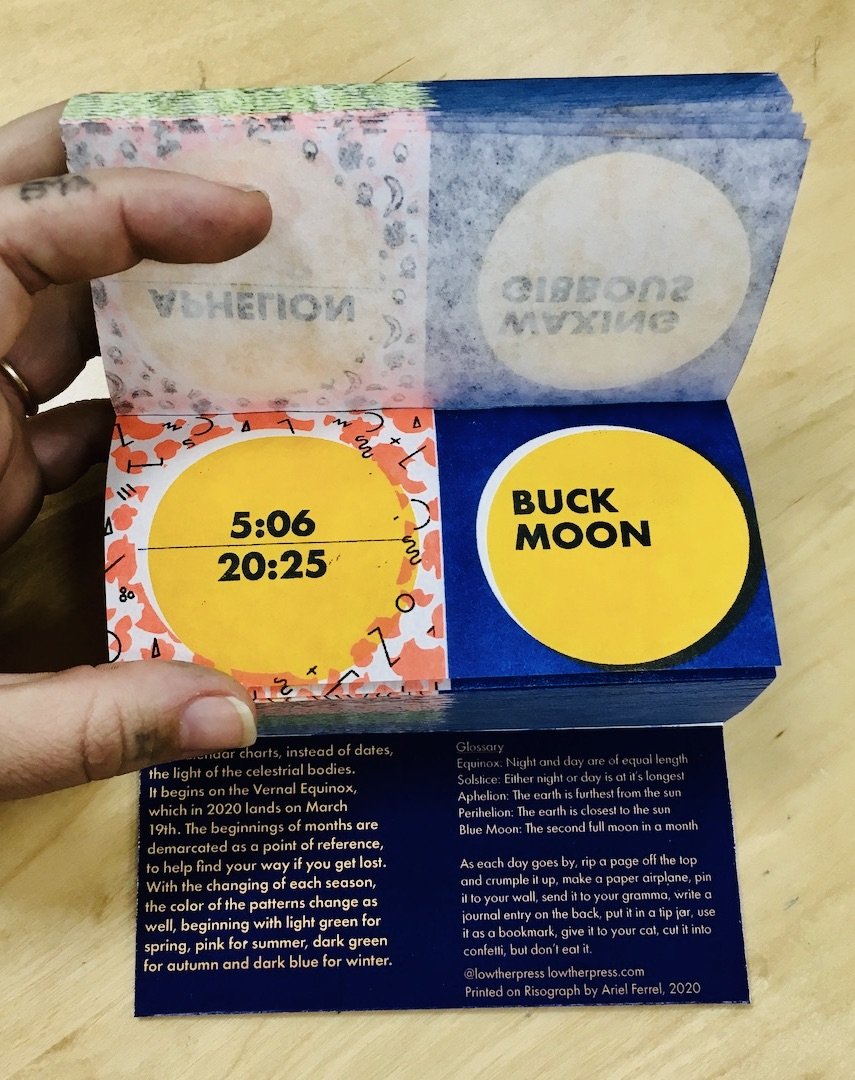 APHELION
WAXING
GIBBOUS
5:06
20:25
BUCK
MOON
calendar charts, instead of dates,
the light of the celestrial bodies.
It begins on the Vernal Equinox,
which in 2020 lands on March
19th. The beginnings of months are
demarcated as a point of reference,
to help find your way if you get lost.
With the changing of each season,
the color of the patterns change as
well, beginning with light green for
spring, pink for summer, dark green
for autumn and dark blue for winter.
Glossary
Equinox: Night and day are of equal length
Solstice: Either night or day is at it's longest
Aphelion: The earth is furthest from the sun
Perihelion: The earth is closest to the sun
Blue Moon: The second full moon in a month
As each day goes by, rip a page off the top
and crumple it up, make a paper airplane, pin
it to your wall, send it to your gramma, write a
journal entry on the back, put it in a tip jar, use
it as a bookmark, give it to your cat, cut it into
confetti, but don't eat it.
@lowtherpress lowtherpress.com
Printed on Risograph by Ariel Ferrel, 2020